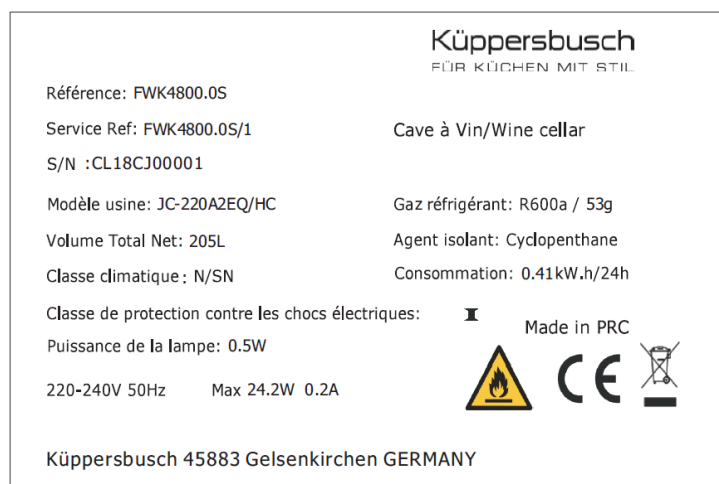 Küppersbusch
FÜR KÜCHEN MIT STIL
Référence: FWK4800.0S
Service Ref: FWK4800.0S/1
Cave à Vin/Wine cellar
S/N :CL18CJ00001
Modèle usine: JC-220A2EQ/HC
Gaz réfrigérant: R600a / 53g
Volume Total Net: 205L
Agent isolant: Cyclopenthane
Classe climatique: N/SN
Consommation: 0.41kW.h/24h
Classe de protection contre les chocs électriques: I
Made in PRC
Puissance de la lampe: 0.5W
CE
220-240V 50Hz Max 24.2W 0.2A
Küppersbusch 45883 Gelsenkirchen GERMANY